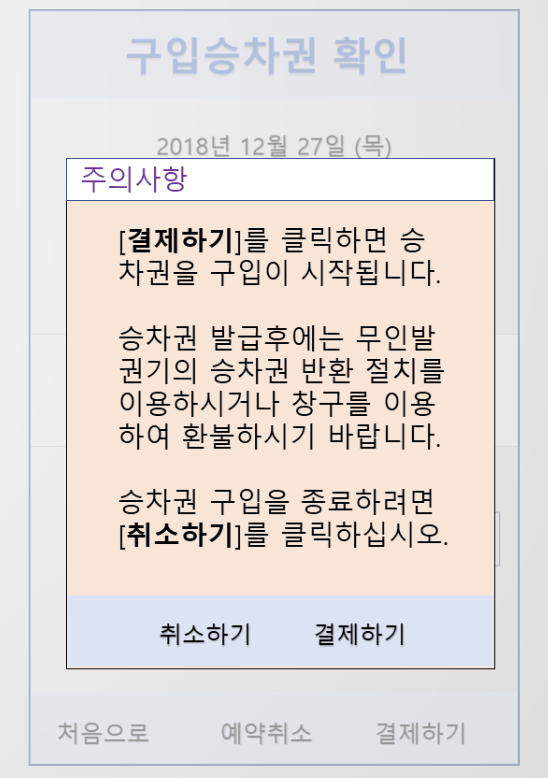 구입승차권 확인
2018년 12월 27일 (목)
주의사항
[결제하기]를 클릭하면 승
차권을 구입이 시작됩니다.
승차권 발급후에는 무인발
권기의 승차권 반환 절치를
이용하시거나 창구를 이용
하여 환불하시기 바랍니다.
승차권 구입을 종료하려면
[취소하기]를 클릭하십시오.
취소하기 결제하기
처음으로 예약취소 결제하기